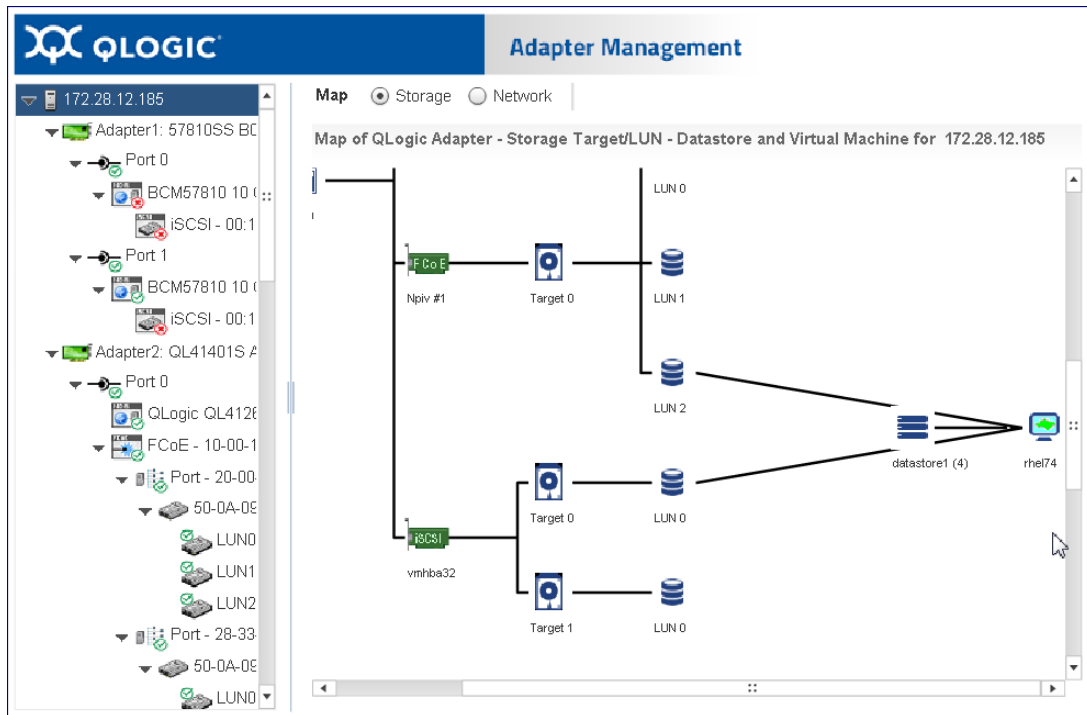 QLOGIC
Adapter Management
172.28.12.185
Adapter1: 57810SS BC
Port 0
BCM57810 10
iSCSI - 00:1
Port 1
BCM57810 10
iSCSI - 00:1
Adapter2: QL41401S A
Port 0
QLogic QL4126
FCoE - 10-00-1
Port - 20-00
50-0A-09
LUN0
LUN1
LUN2
Port - 28-33
50-0A-09
LUN0
Map Storage Network
Map of QLogic Adapter - Storage Target/LUN - Datastore and Virtual Machine for 172.28.12.185
LUN 0
FCoE
Npiv #1
Target 0
LUN 1
LUN 2
datastore1 (4)
rhel74
Target 0
LUN 0
iSCSI
vmhba32
Target 1
LUN 0